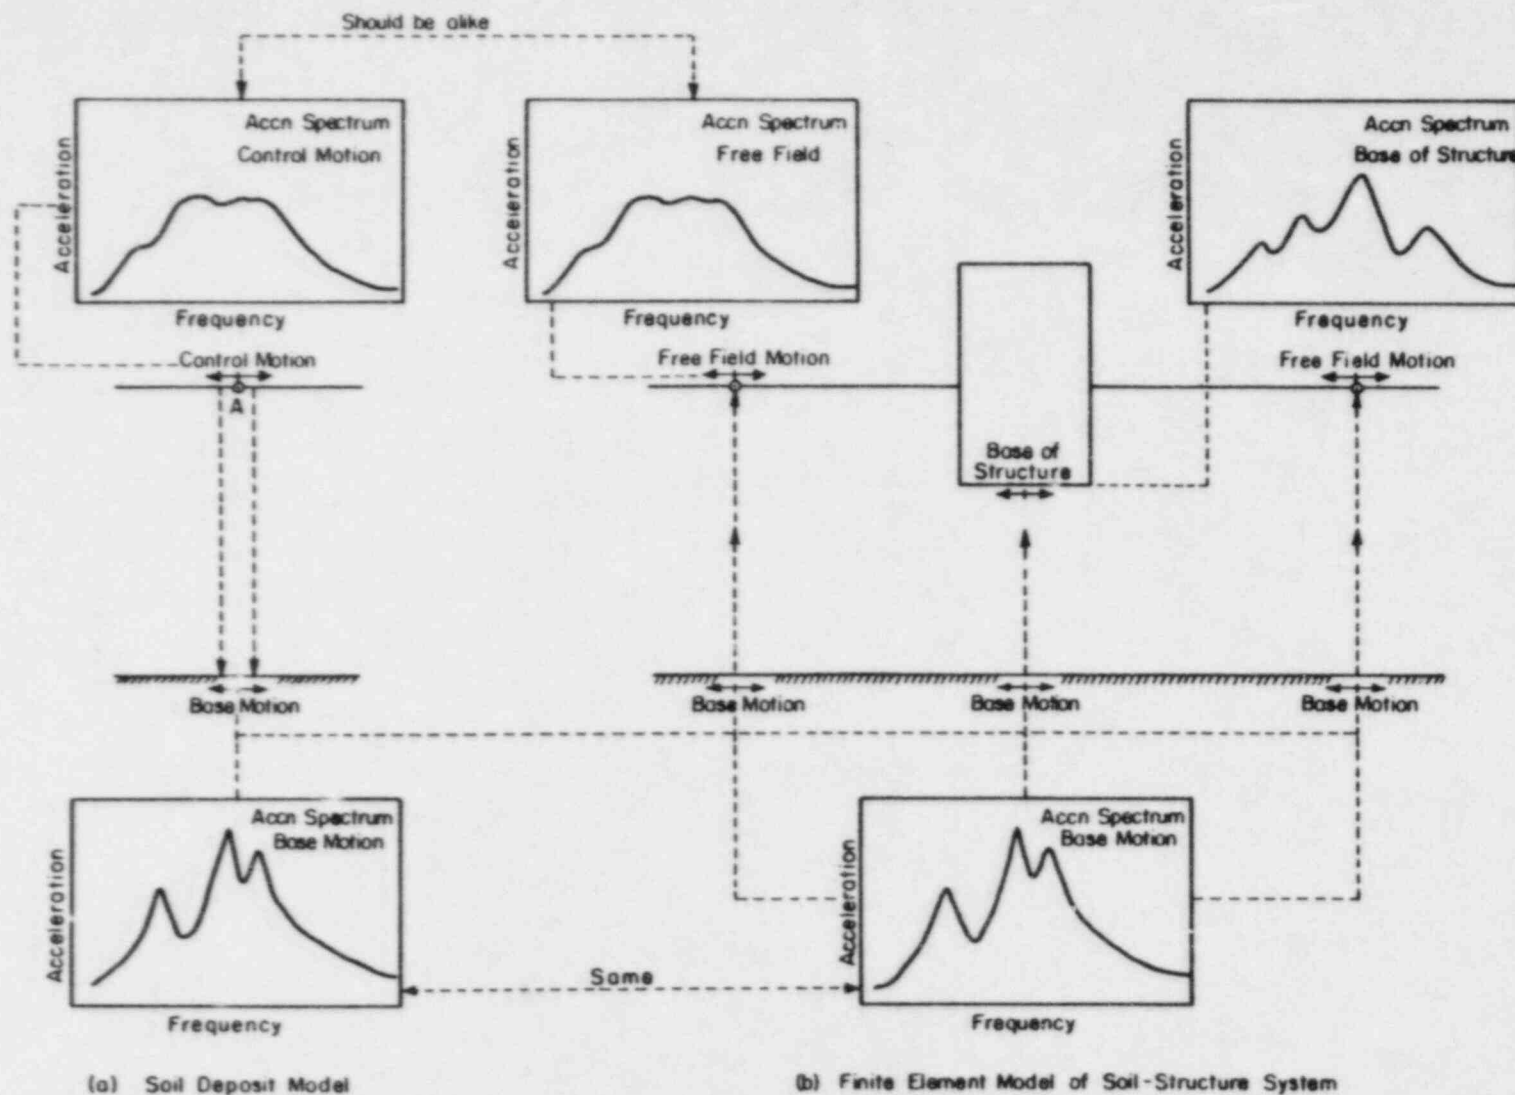 Should be alike
Accn Spectrum
Control Motion
Acceleration
Frequency
Accn Spectrum
Free Field
Acceleration
Frequency
Accn Spectrum
Base of Structure
Acceleration
Frequency
Control Motion
A
Free Field Motion
Free Field Motion
Base of
Structure
Base Motion
Base Motion
Base Motion
Base Motion
Accn Spectrum
Base Motion
Acceleration
Frequency
Same
Accn Spectrum
Base Motion
Acceleration
Frequency
(a) Soil Deposit Model
(b) Finite Element Model of Soil-Structure System